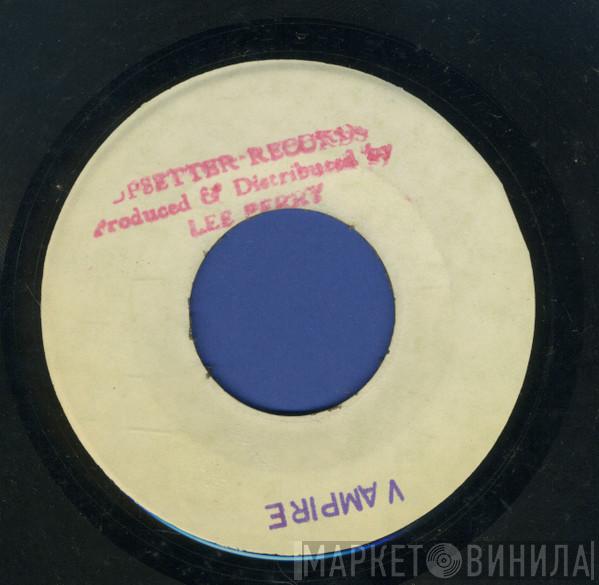 UPSETTER-RECORDS
Produced & Distributed by
LEE PERRY
VAMPIRE
МАРКЕТ ВИНИЛА